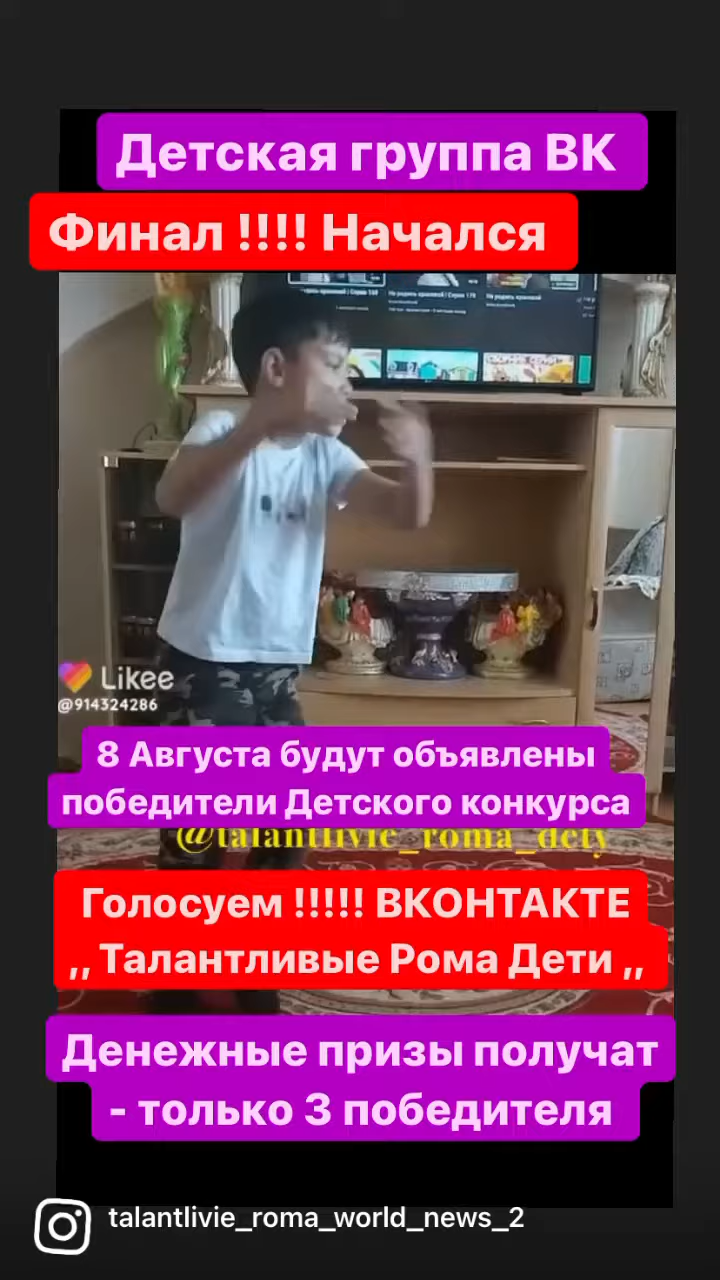 Детская группа ВК
Финал !!!! Начался
Likee
@914324286
8 Августа будут объявлены
победители Детского конкурса
@talantlivie_roma_dety
Голосуем !!!!! ВКОНТАКТЕ
,, Талантливые Рома Дети ,,
Денежные призы получат
- только 3 победителя
talantlivie_roma_world_news_2